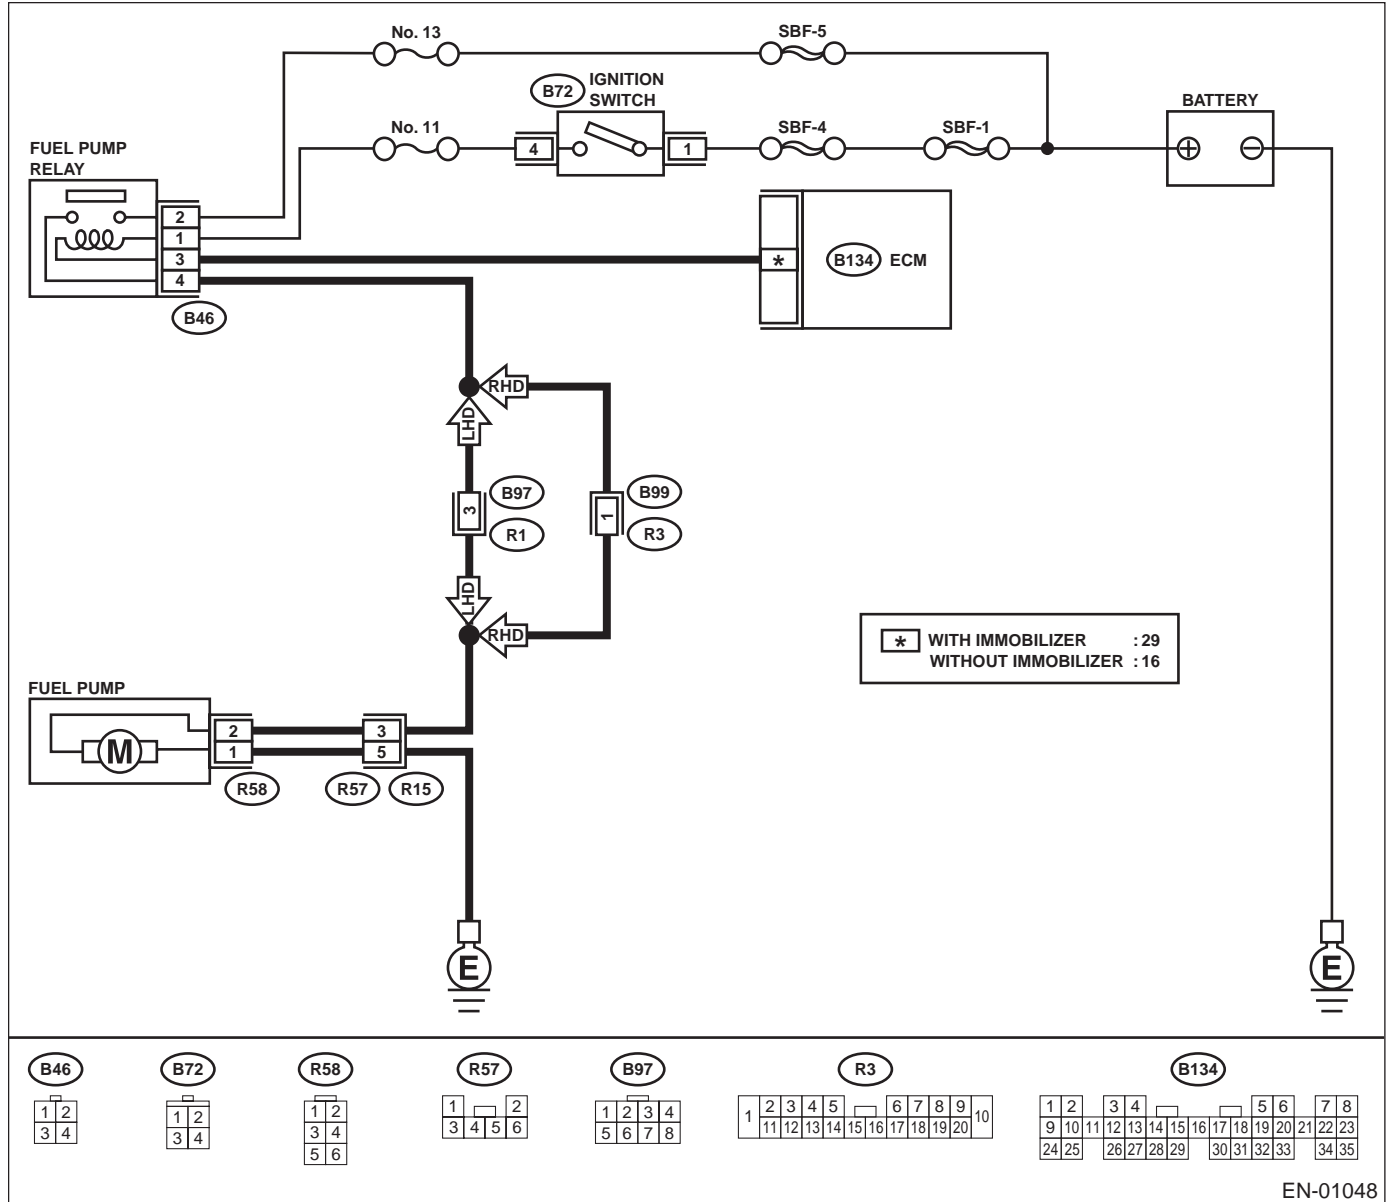 No. 13
SBF-5
B72
IGNITION
SWITCH
BATTERY
FUEL PUMP
RELAY
No. 11
4
1
SBF-4
SBF-1
+
−
2
1
3
4
*
B134
ECM
B46
RHD
LHD
3
B97
R1
1
B99
R3
LHD
RHD
* WITH IMMOBILIZER : 29
WITHOUT IMMOBILIZER : 16
FUEL PUMP
M
2
1
3
5
R58
R57
R15
E
E
B46
B72
R58
R57
B97
R3
B134
1 2
3 4
1 2
3 4
1 2
3 4
5 6
1 2
3 4 5 6
1 2 3 4
5 6 7 8
1 2 3 4 5 6 7 8 9 10
11 12 13 14 15 16 17 18 19 20
1 2 3 4 5 6 7 8
9 10 11 12 13 14 15 16 17 18 19 20 21 22 23
24 25 26 27 28 29 30 31 32 33 34 35
EN-01048